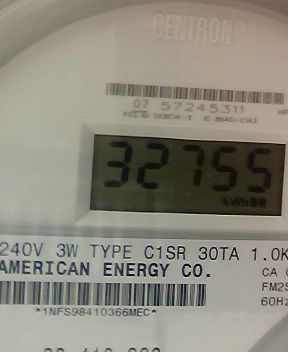 CENTRON®
07 57245311
32755
kWh
240V 3W TYPE C1SR 30TA 1.0K
AMERICAN ENERGY CO.
CA
FM2S
60Hz
*1NFS98410366MEC*